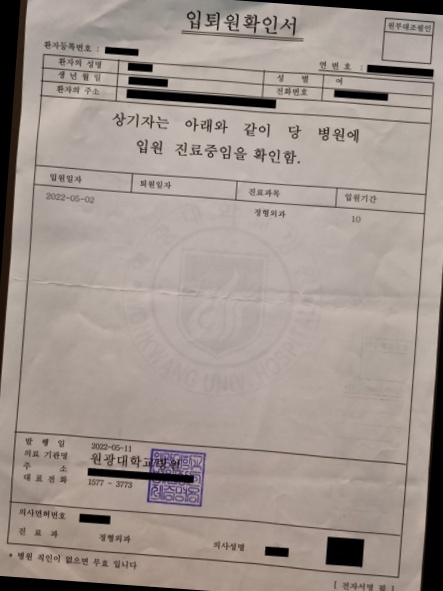 입퇴원확인서
원부대조필인
환자등록번호 :
연 번 호 :
환자의 성명
생 년 월 일 성 별 여
환자의 주소 전화번호
상기자는 아래와 같이 당 병원에
입원 진료중임을 확인함.
입원일자 퇴원일자 진료과목 입원기간
2022-05-02 정형외과 10
WONKWANG UNIV. HOSPITAL
발 행 일 2022-05-11
의료 기관명 원광대학교병원
주 소
대 표 전 화 1577 - 3773
의사면허번호
진 료 과 정형외과 의사성명
* 병원 직인이 없으면 무효 입니다
[ 전자서명 필 ]